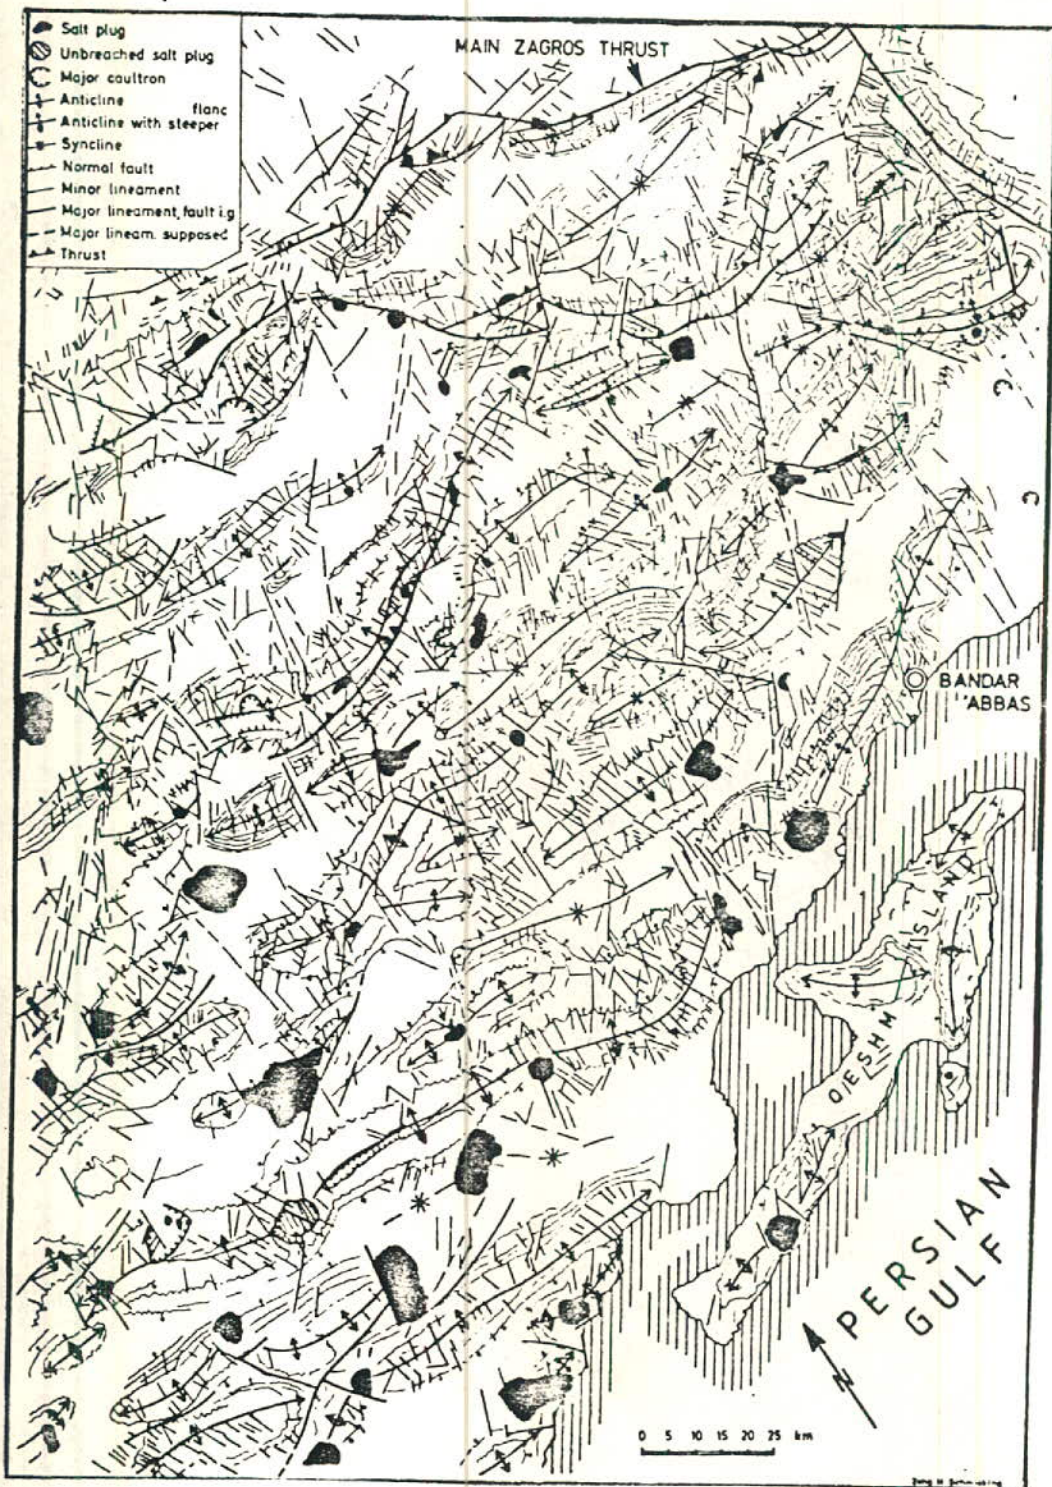 Salt plug
Unbreached salt plug
Major caultron
Anticline
flanc
Anticline with steeper
Syncline
Normal fault
Minor lineament
Major lineament, fault i.g
Major lineam. supposed
Thrust
MAIN ZAGROS THRUST
BANDAR
'ABBAS
QIESHM ISLAND
PERSIAN
GULF
N
0 5 10 15 20 25 km